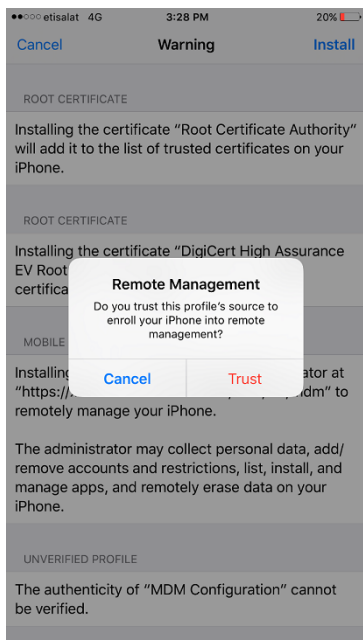 etisalat 4G 3:28 PM 20%
Cancel Warning Install
ROOT CERTIFICATE
Installing the certificate “Root Certificate Authority”
will add it to the list of trusted certificates on your
iPhone.
ROOT CERTIFICATE
Installing the certificate “DigiCert High Assurance
EV Root
Remote Management
Do you trust this profile's source to
enroll your iPhone into remote
management?
Cancel Trust
MOBILE
at
“https:// to
remotely manage your iPhone.
The administrator may collect personal data, add/
remove accounts and restrictions, list, install, and
manage apps, and remotely erase data on your
iPhone.
UNVERIFIED PROFILE
The authenticity of “MDM Configuration” cannot
be verified.